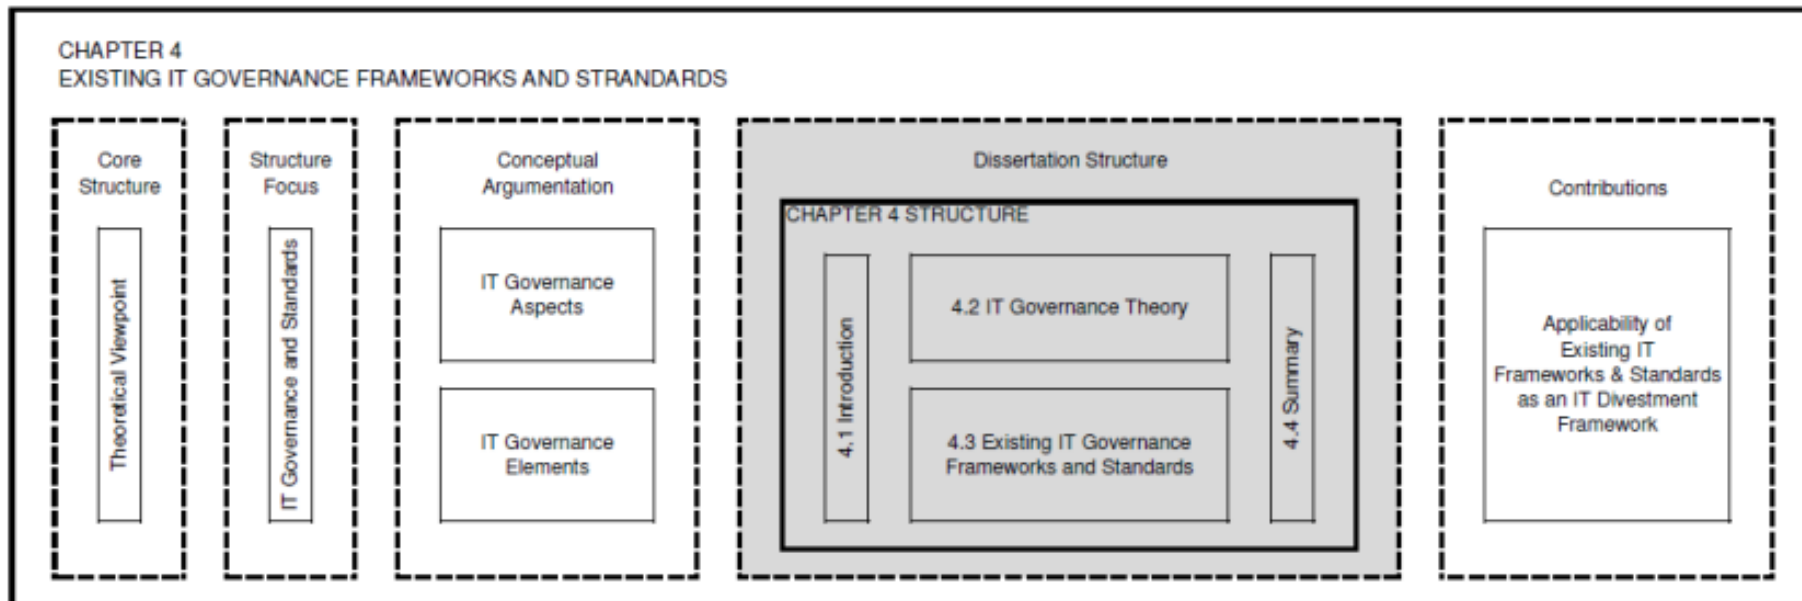 CHAPTER 4
EXISTING IT GOVERNANCE FRAMEWORKS AND STRANDARDS
Core
Structure
Theoretical Viewpoint
Structure
Focus
IT Governance and Standards
Conceptual
Argumentation
IT Governance
Aspects
IT Governance
Elements
Dissertation Structure
CHAPTER 4 STRUCTURE
4.1 Introduction
4.2 IT Governance Theory
4.3 Existing IT Governance
Frameworks and Standards
4.4 Summary
Contributions
Applicability of
Existing IT
Frameworks & Standards
as an IT Divestment
Framework